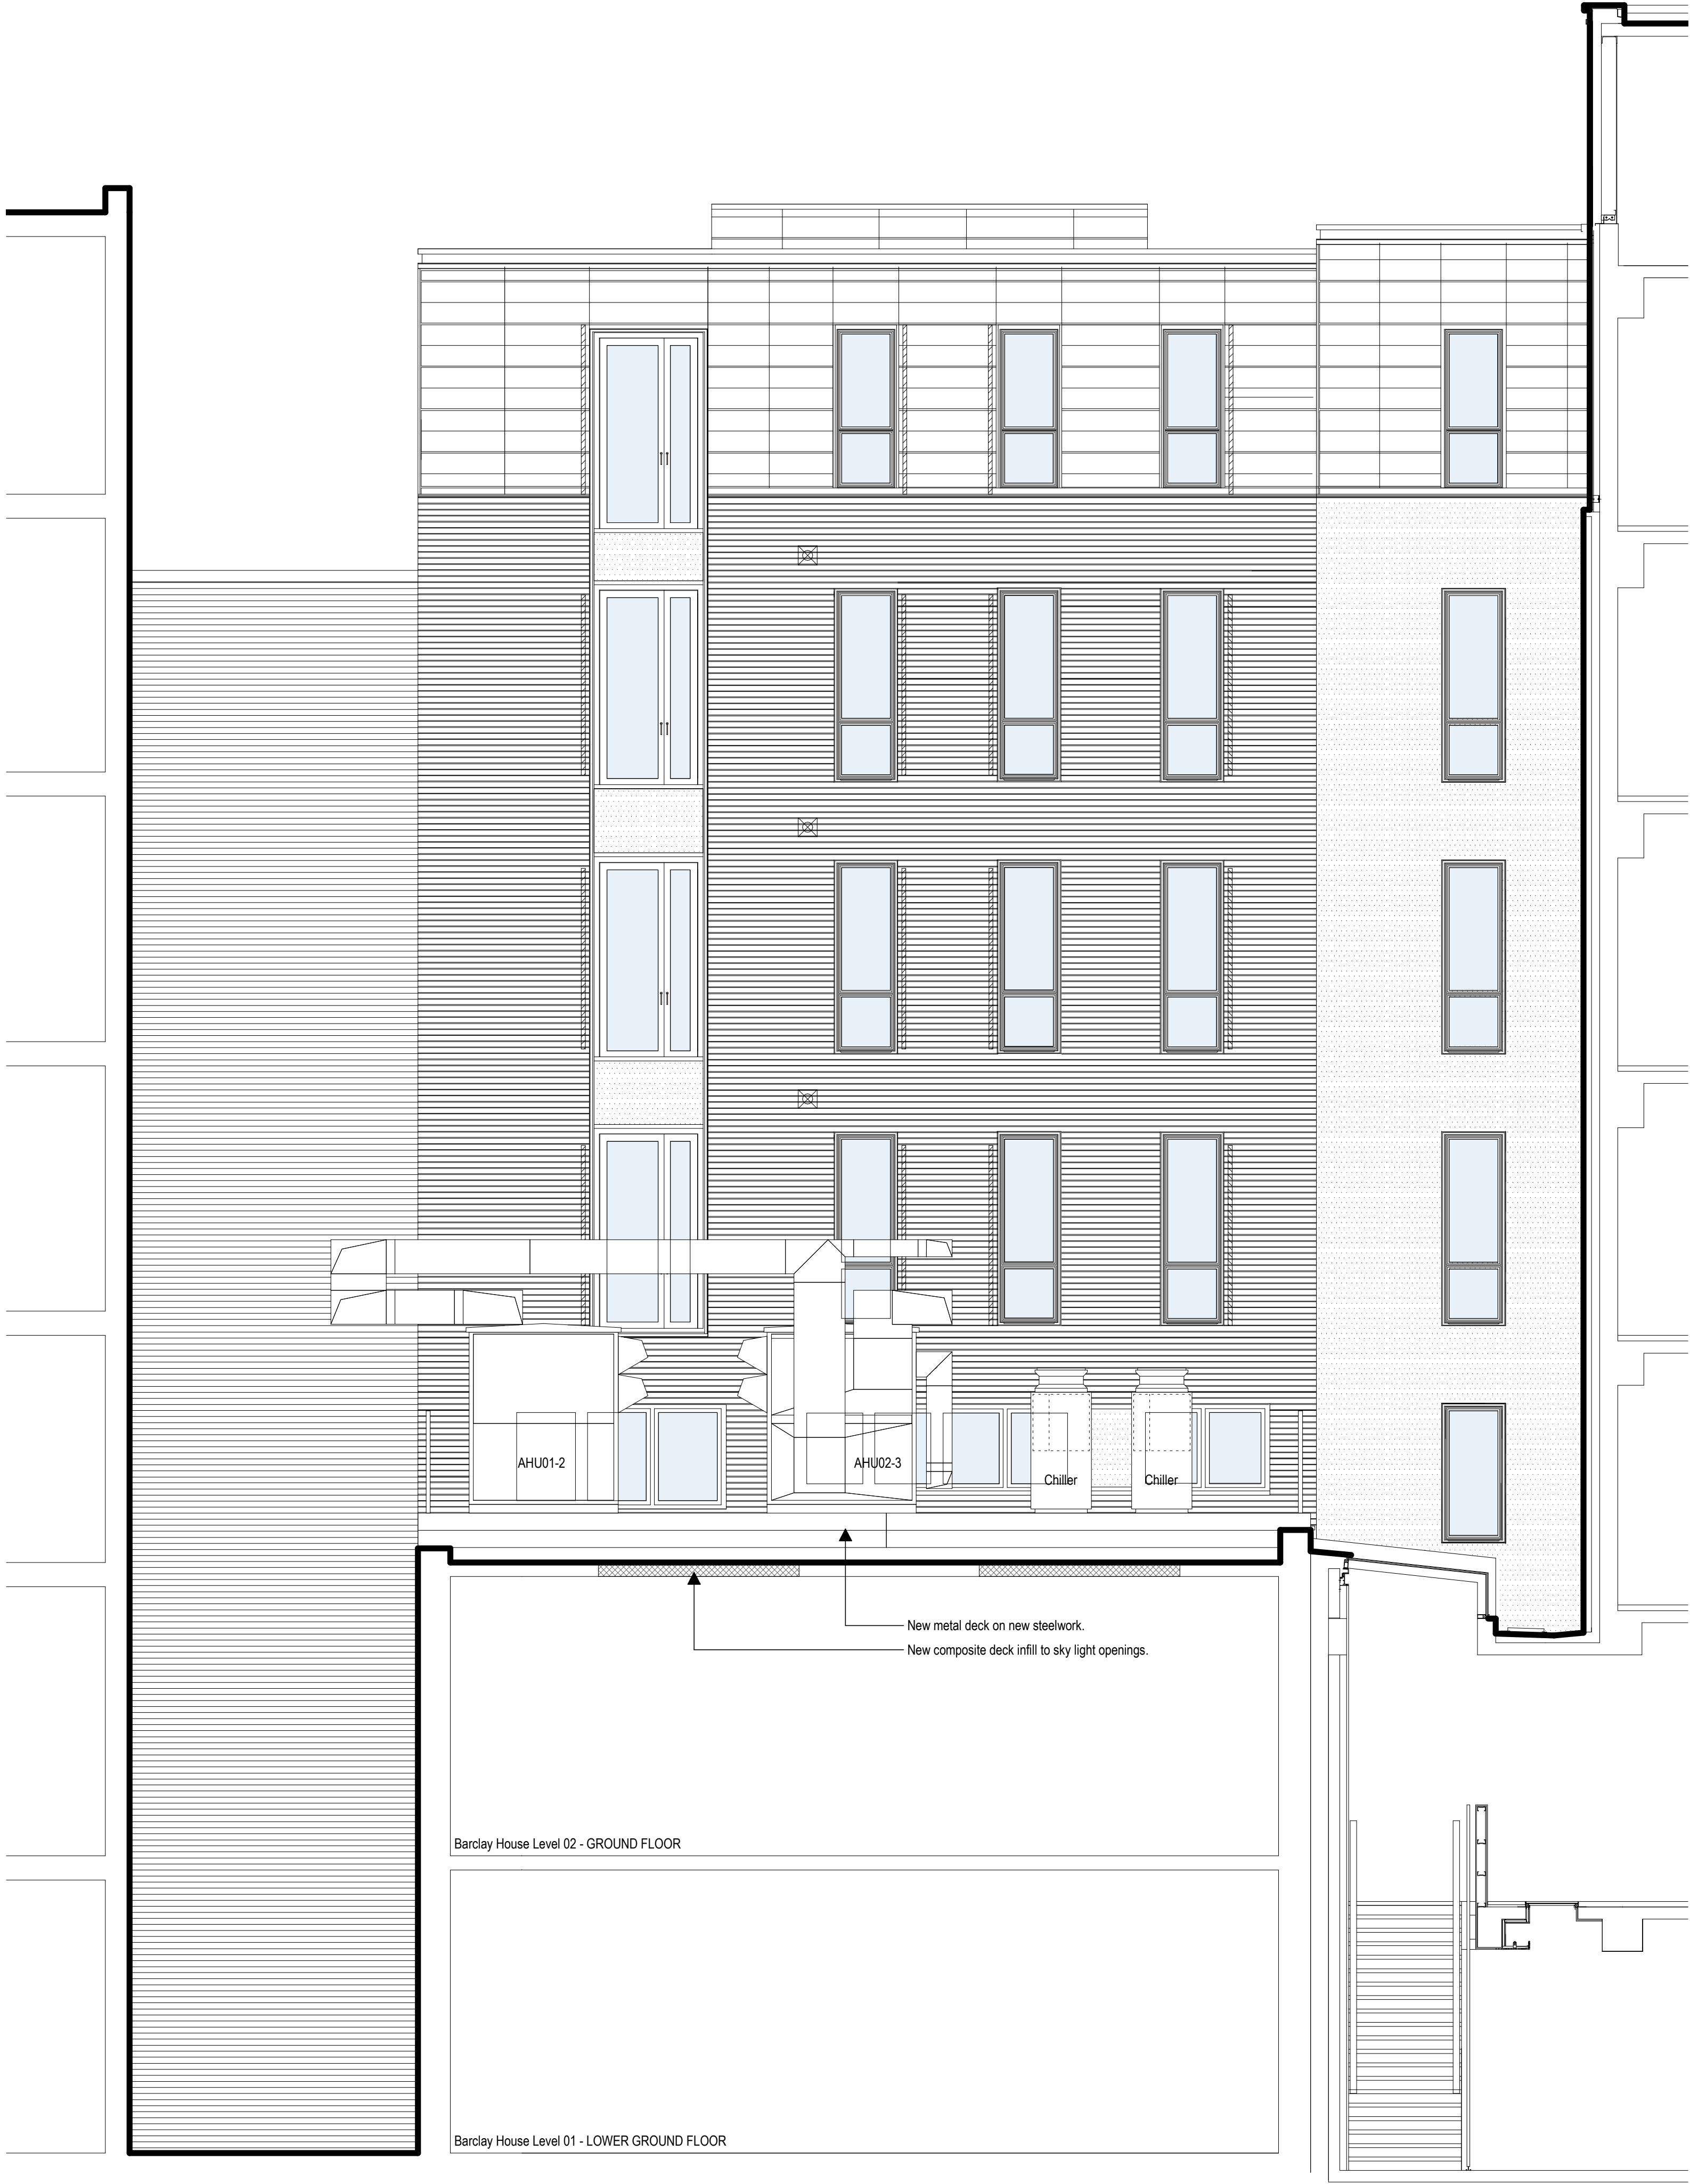 AHU01-2
AHU02-3
Chiller
Chiller
New metal deck on new steelwork.
New composite deck infill to sky light openings.
Barclay House Level 02 - GROUND FLOOR
Barclay House Level 01 - LOWER GROUND FLOOR